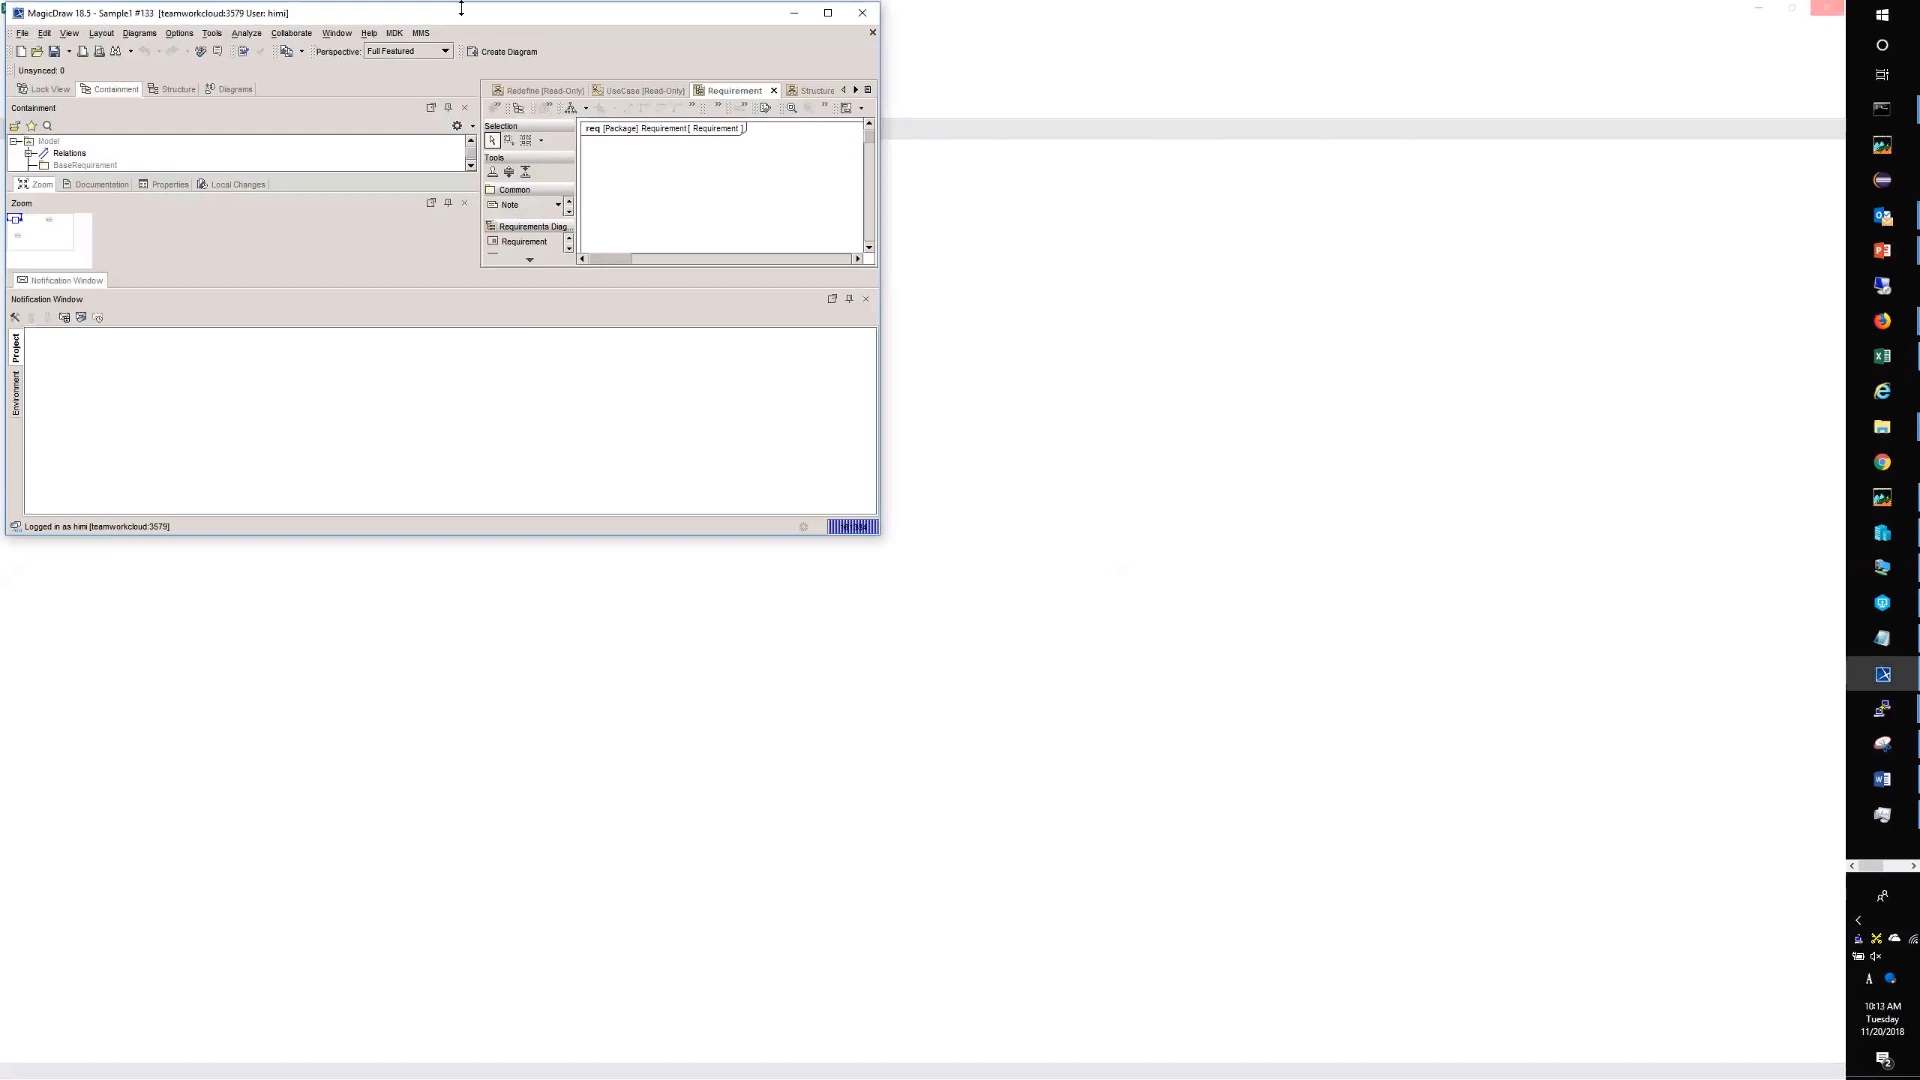 MagicDraw 18.5 - Sample1 #133 [teamworkcloud:3579 User: himi]
File Edit View Layout Diagrams Options Tools Analyze Collaborate Window Help MDK MMS
Perspective: Full Featured Create Diagram
Unsynced: 0
Lock View Containment Structure Diagrams
Containment
Model
Relations
BaseRequirement
Zoom Documentation Properties Local Changes
Zoom
Redefine [Read-Only] UseCase [Read-Only] Requirement Structure
Selection
Tools
Common
Note
Requirements Diag...
Requirement
req [Package] Requirement [ Requirement ]
Notification Window
Notification Window
Project
Environment
Logged in as himi [teamworkcloud:3579]
A
10:13 AM
Tuesday
11/20/2018
2